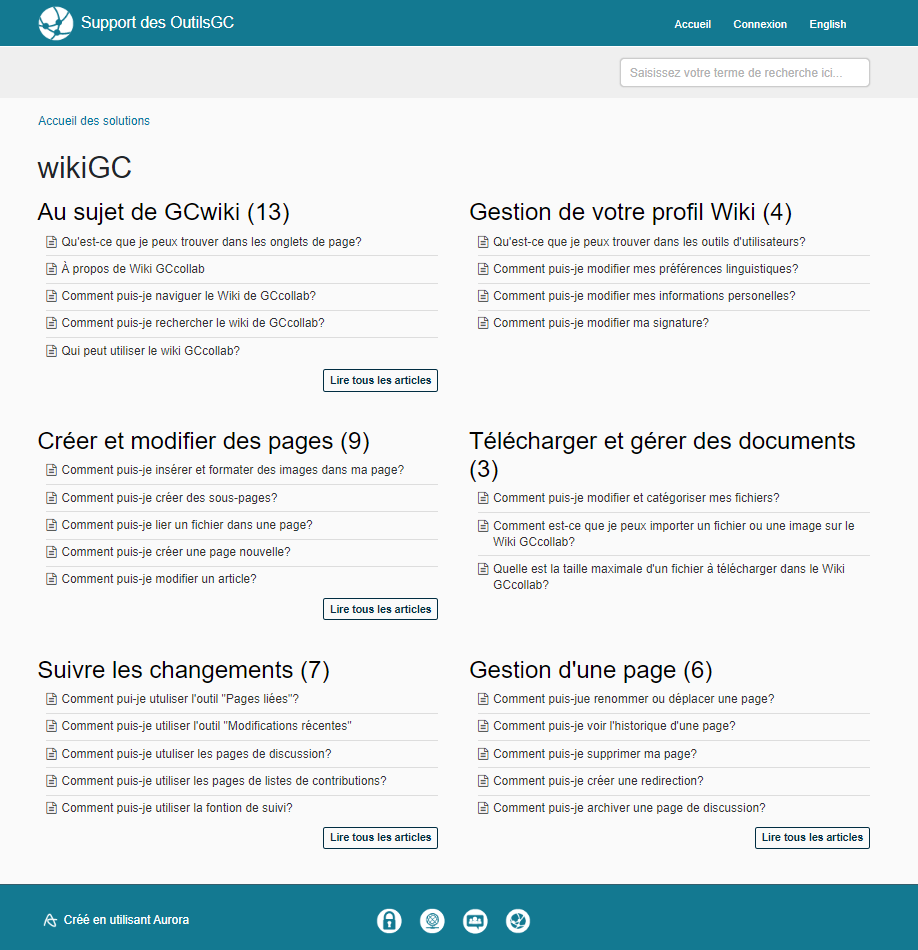 Support des OutilsGC
Accueil
Connexion
English
Saisissez votre terme de recherche ici...
Accueil des solutions
wikiGC
Au sujet de GCwiki (13)
Qu'est-ce que je peux trouver dans les onglets de page?
À propos de Wiki GCcollab
Comment puis-je naviguer le Wiki de GCcollab?
Comment puis-je rechercher le wiki de GCcollab?
Qui peut utiliser le wiki GCcollab?
Lire tous les articles
Gestion de votre profil Wiki (4)
Qu'est-ce que je peux trouver dans les outils d'utilisateurs?
Comment puis-je modifier mes préférences linguistiques?
Comment puis-je modifier mes informations personelles?
Comment puis-je modifier ma signature?
Créer et modifier des pages (9)
Comment puis-je insérer et formater des images dans ma page?
Comment puis-je créer des sous-pages?
Comment puis-je lier un fichier dans une page?
Comment puis-je créer une page nouvelle?
Comment puis-je modifier un article?
Lire tous les articles
Télécharger et gérer des documents
(3)
Comment puis-je modifier et catégoriser mes fichiers?
Comment est-ce que je peux importer un fichier ou une image sur le
Wiki GCcollab?
Quelle est la taille maximale d'un fichier à télécharger dans le Wiki
GCcollab?
Suivre les changements (7)
Comment pui-je utuliser l'outil "Pages liées"?
Comment puis-je utiliser l'outil "Modifications récentes"
Comment puis-je utuliser les pages de discussion?
Comment puis-je utiliser les pages de listes de contributions?
Comment puis-je utiliser la fontion de suivi?
Lire tous les articles
Gestion d'une page (6)
Comment puis-jue renommer ou déplacer une page?
Comment puis-je voir l'historique d'une page?
Comment puis-je supprimer ma page?
Comment puis-je créer une redirection?
Comment puis-je archiver une page de discussion?
Lire tous les articles
Créé en utilisant Aurora